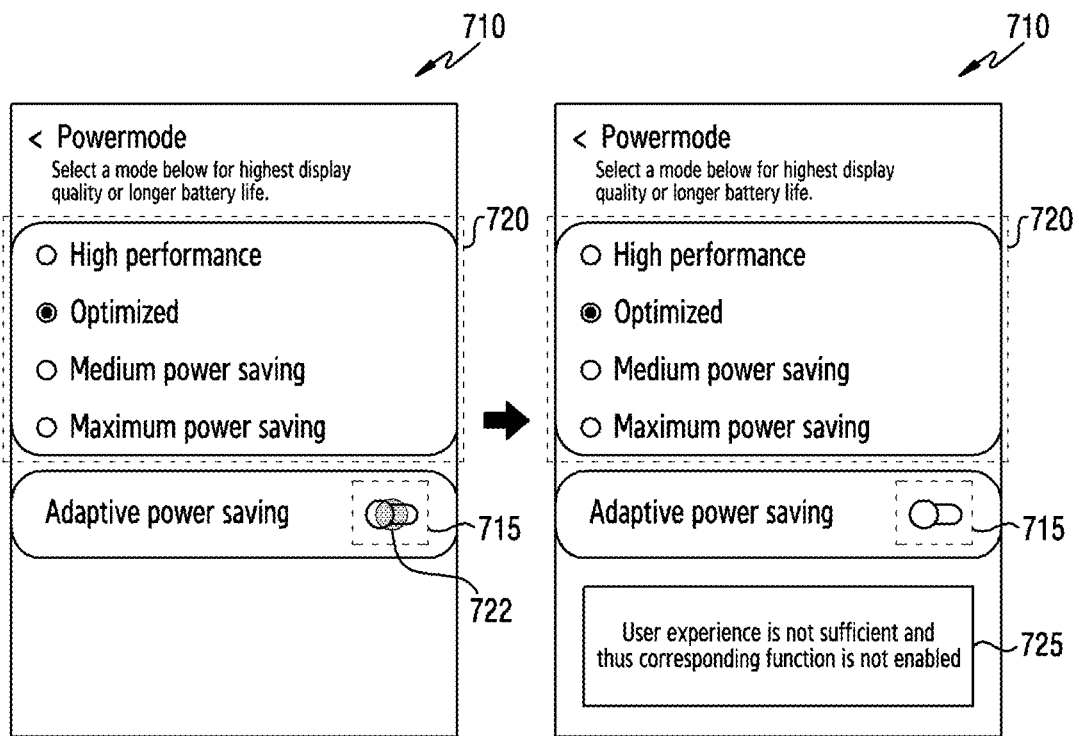 710
< Powermode
Select a mode below for highest display
quality or longer battery life.
720
High performance
Optimized
Medium power saving
Maximum power saving
Adaptive power saving
715
722
710
< Powermode
Select a mode below for highest display
quality or longer battery life.
720
High performance
Optimized
Medium power saving
Maximum power saving
Adaptive power saving
715
User experience is not sufficient and
thus corresponding function is not enabled
725